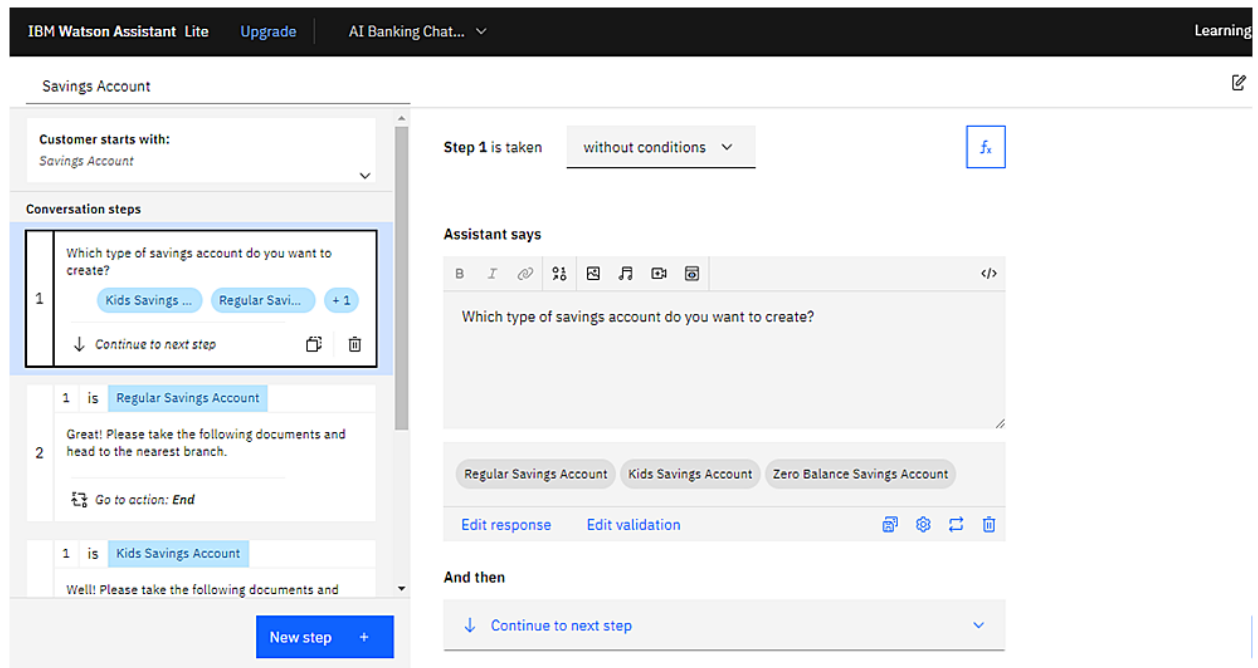 IBM Watson Assistant Lite Upgrade AI Banking Chat... Learning
Savings Account
Customer starts with:
Savings Account
Conversation steps
1
Which type of savings account do you want to
create?
Kids Savings ... Regular Savi... + 1
Continue to next step
1 is Regular Savings Account
2
Great! Please take the following documents and
head to the nearest branch.
Go to action: End
1 is Kids Savings Account
Well! Please take the following documents and
New step +
Step 1 is taken without conditions fx
Assistant says
B I </>
Which type of savings account do you want to create?
Regular Savings Account Kids Savings Account Zero Balance Savings Account
Edit response Edit validation
And then
Continue to next step